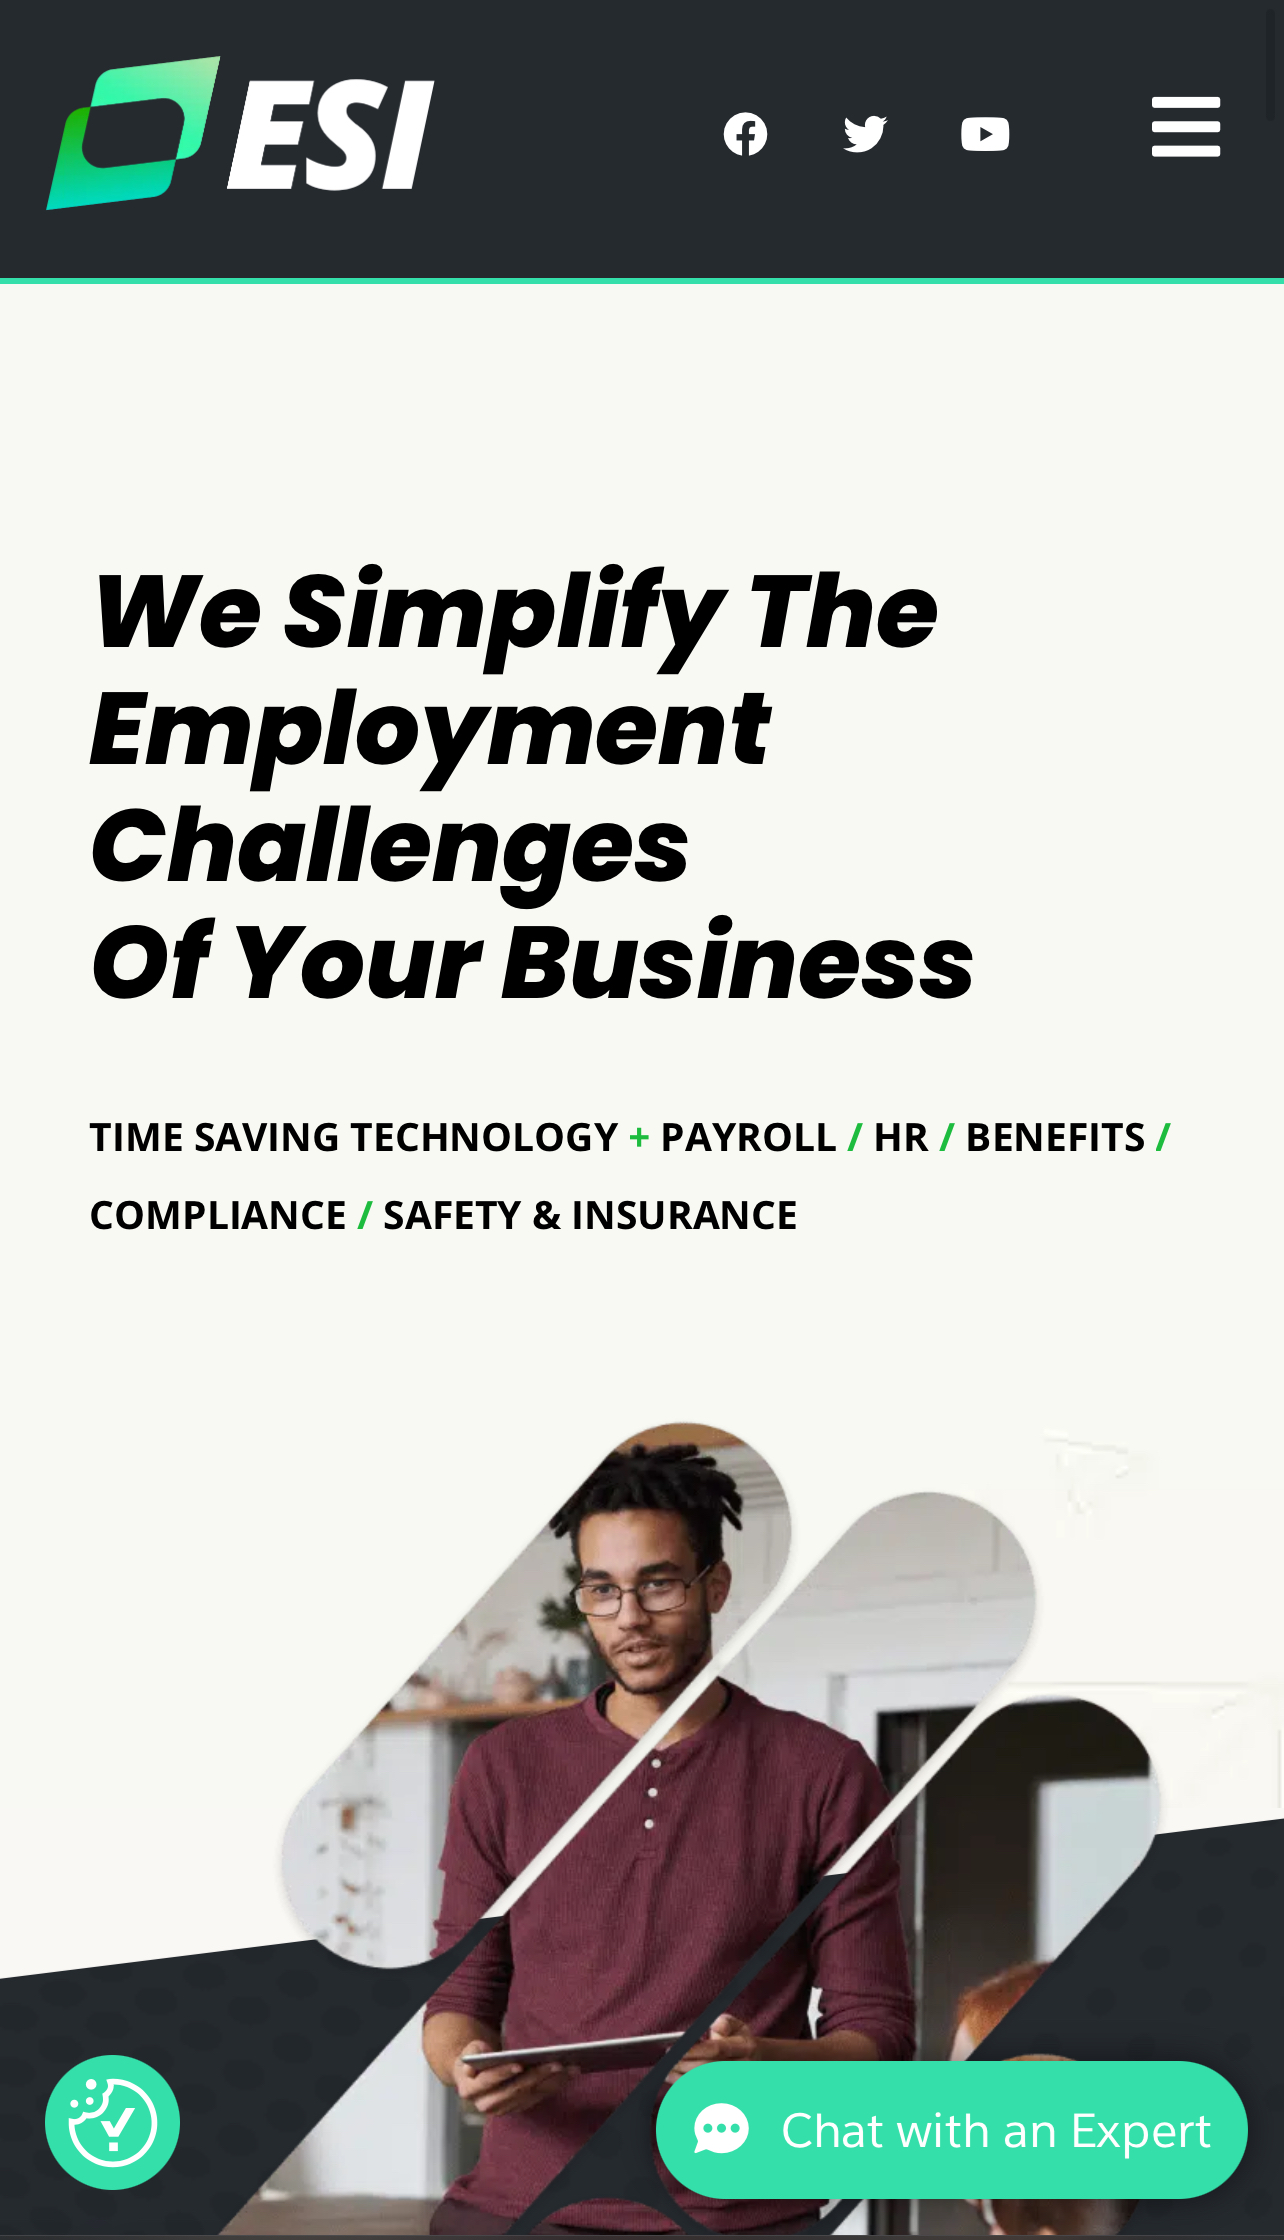 ESI
We Simplify The
Employment
Challenges
Of Your Business
TIME SAVING TECHNOLOGY + PAYROLL / HR / BENEFITS /
COMPLIANCE / SAFETY & INSURANCE
Chat with an Expert